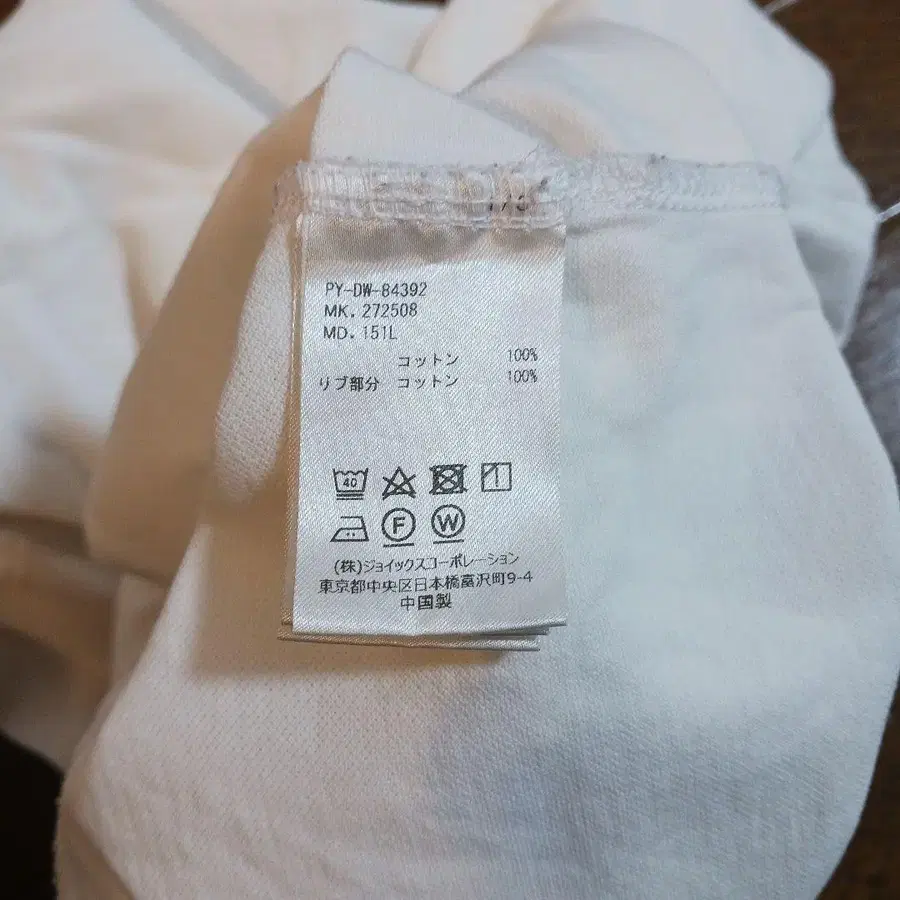 PY-DW-84392
MK. 272508
MD. 151L
コットン 100%
リブ部分 コットン 100%
40
F W
(株)ジョイックスコーポレーション
東京都中央区日本橋富沢町9-4
中国製